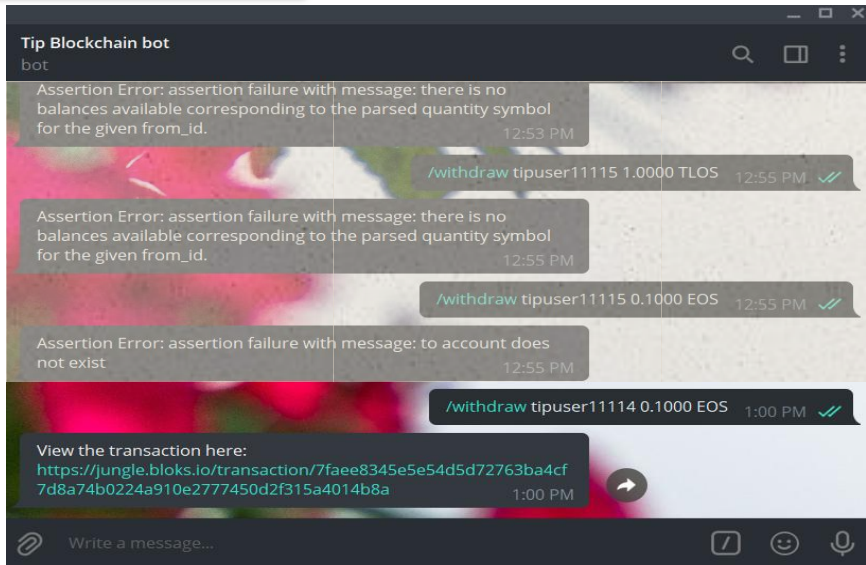 Tip Blockchain bot
bot
Assertion Error: assertion failure with message: there is no
balances available corresponding to the parsed quantity symbol
for the given from_id.
12:53 PM
/withdraw tipuser11115 1.0000 TLOS 12:55 PM
Assertion Error: assertion failure with message: there is no
balances available corresponding to the parsed quantity symbol
for the given from_id.
12:55 PM
/withdraw tipuser11115 0.1000 EOS 12:55 PM
Assertion Error: assertion failure with message: to account does
not exist
12:55 PM
/withdraw tipuser11114 0.1000 EOS 1:00 PM
View the transaction here:
https://jungle.bloks.io/transaction/7faee8345e5e54d5d72763ba4cf
7d8a74b0224a910e2777450d2f315a4014b8a
1:00 PM
Write a message...